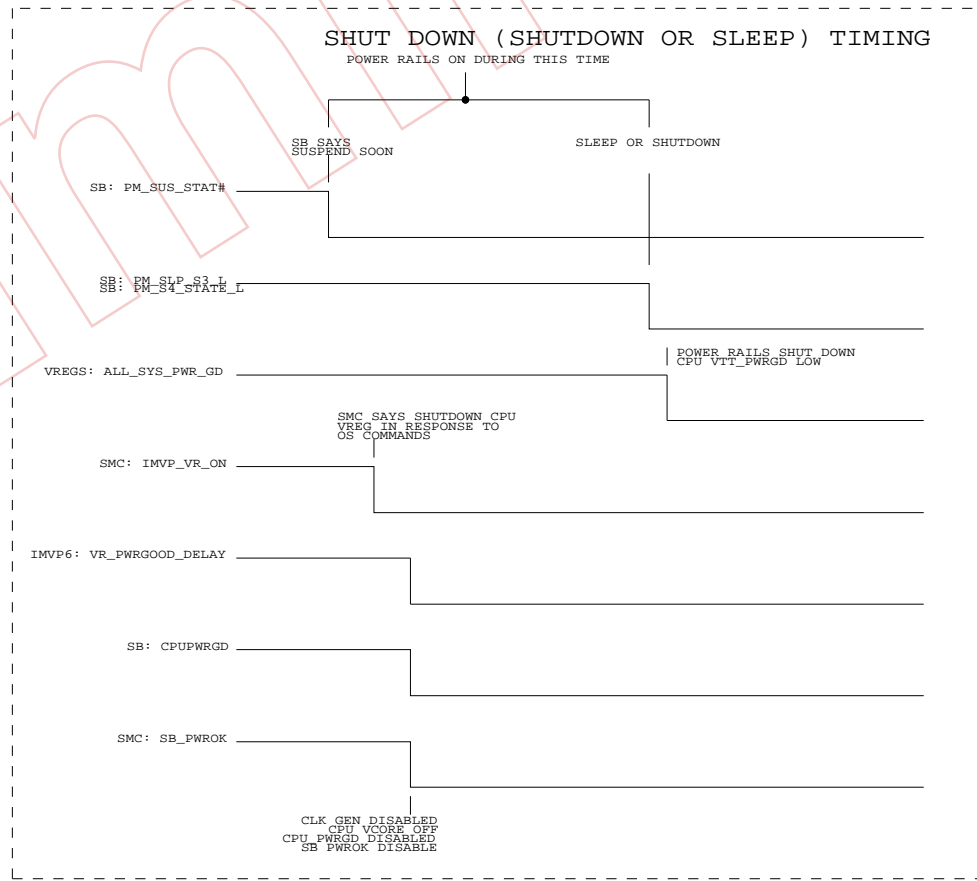 SHUT DOWN (SHUTDOWN OR SLEEP) TIMING
POWER RAILS ON DURING THIS TIME
SB SAYS
SUSPEND SOON
SLEEP OR SHUTDOWN
SB: PM_SUS_STAT#
SB: PM_SLP_S3_L
SB: PM_S4_STATE_L
POWER RAILS SHUT DOWN
CPU VTT_PWRGD LOW
VREGS: ALL_SYS_PWR_GD
SMC SAYS SHUTDOWN CPU
VREG IN RESPONSE TO
OS COMMANDS
SMC: IMVP_VR_ON
IMVP6: VR_PWRGOOD_DELAY
SB: CPUPWRGD
SMC: SB_PWROK
CLK GEN DISABLED
CPU VCORE OFF
CPU_PWRGD DISABLED
SB PWROK DISABLE